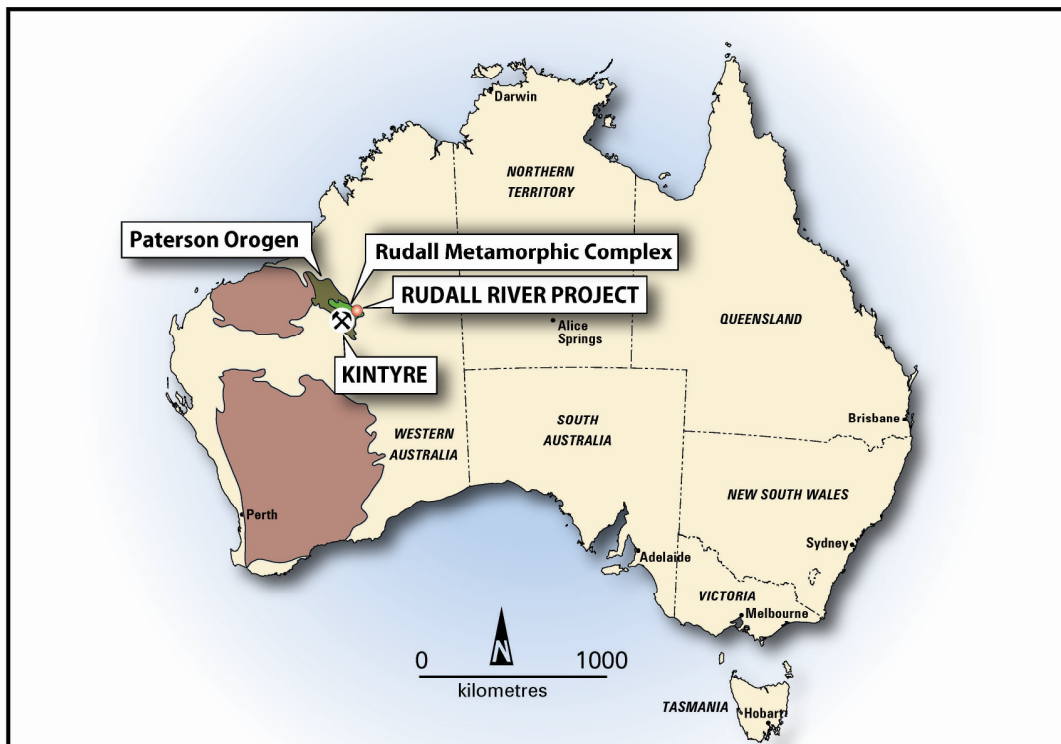 Darwin
NORTHERN
TERRITORY
Paterson Orogen
Rudall Metamorphic Complex
RUDALL RIVER PROJECT
Alice
Springs
QUEENSLAND
KINTYRE
SOUTH
AUSTRALIA
WESTERN
AUSTRALIA
Brisbane
NEW SOUTH WALES
Perth
Sydney
Adelaide
VICTORIA
Melbourne
N
0 1000
kilometres
TASMANIA
Hobart